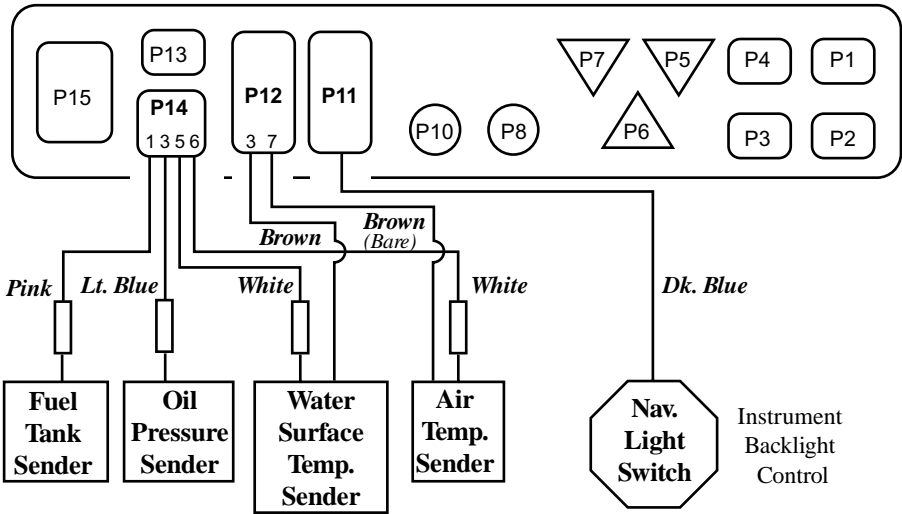 P15
P13
P14
1 3 5 6
P12
3 7
P11
P10
P8
P7
P5
P6
P4
P1
P3
P2
Pink
Lt. Blue
Brown
White
Brown
(Bare)
White
Dk. Blue
Fuel
Tank
Sender
Oil
Pressure
Sender
Water
Surface
Temp.
Sender
Air
Temp.
Sender
Nav.
Light
Switch
Instrument
Backlight
Control